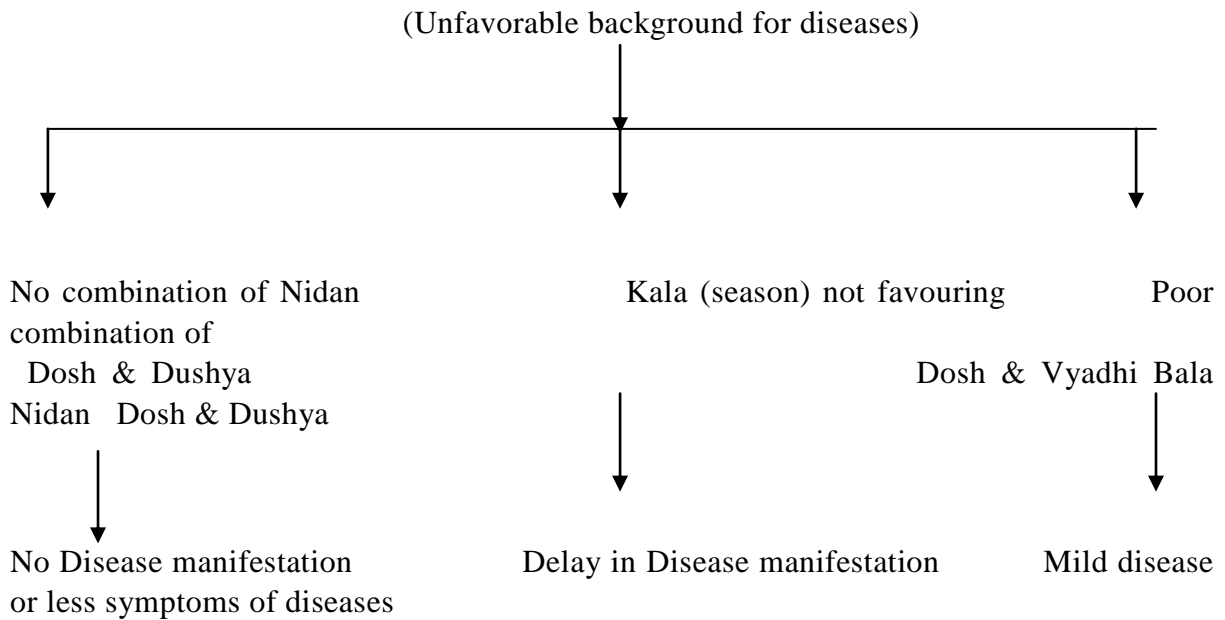 (Unfavorable background for diseases)
No combination of Nidan Kala (season) not favouring Poor
combination of
Dosh & Dushya Dosh & Vyadhi Bala
Nidan Dosh & Dushya
No Disease manifestation Delay in Disease manifestation Mild disease
or less symptoms of diseases